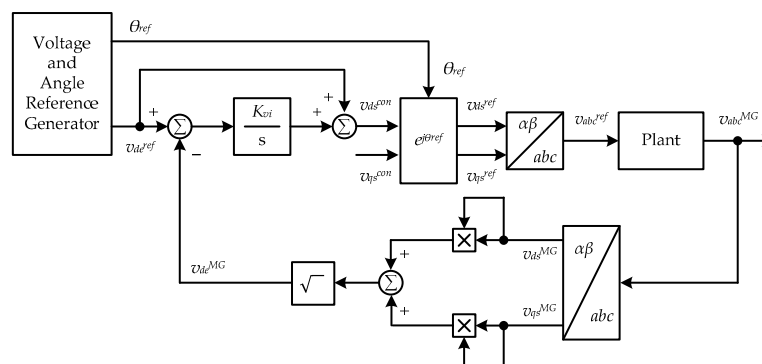 Voltage
and
Angle
Reference
Generator
θref
θref
+
vderef
−
Σ
Kvi
s
+
+
Σ
vdscon
vqscon
ejθref
vdsref
vqsref
αβ
abc
vabcref
Plant
vabcMG
vdeMG
√
+
Σ
+
×
×
vdsMG
vqsMG
αβ
abc